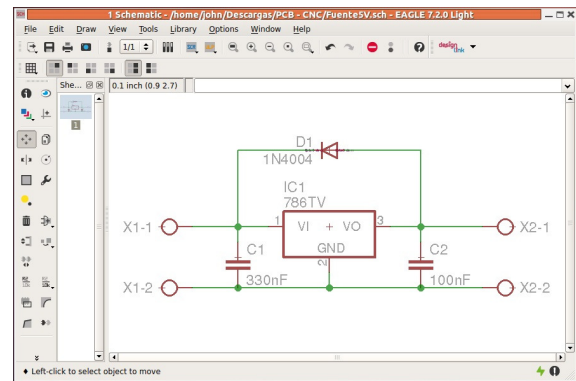 1 Schematic - /home/john/Descargas/PCB - CNC/Fuente5V.sch - EAGLE 7.2.0 Light
File Edit Draw View Tools Library Options Window Help
1/1 SCR design link
She... 0.1 inch (0.9 2.7)
1
D1
1N4004
IC1
786TV
X1-1 1 VI + VO 3 X2-1
C1 GND C2
2
X1-2 330nF 100nF X2-2
Left-click to select object to move